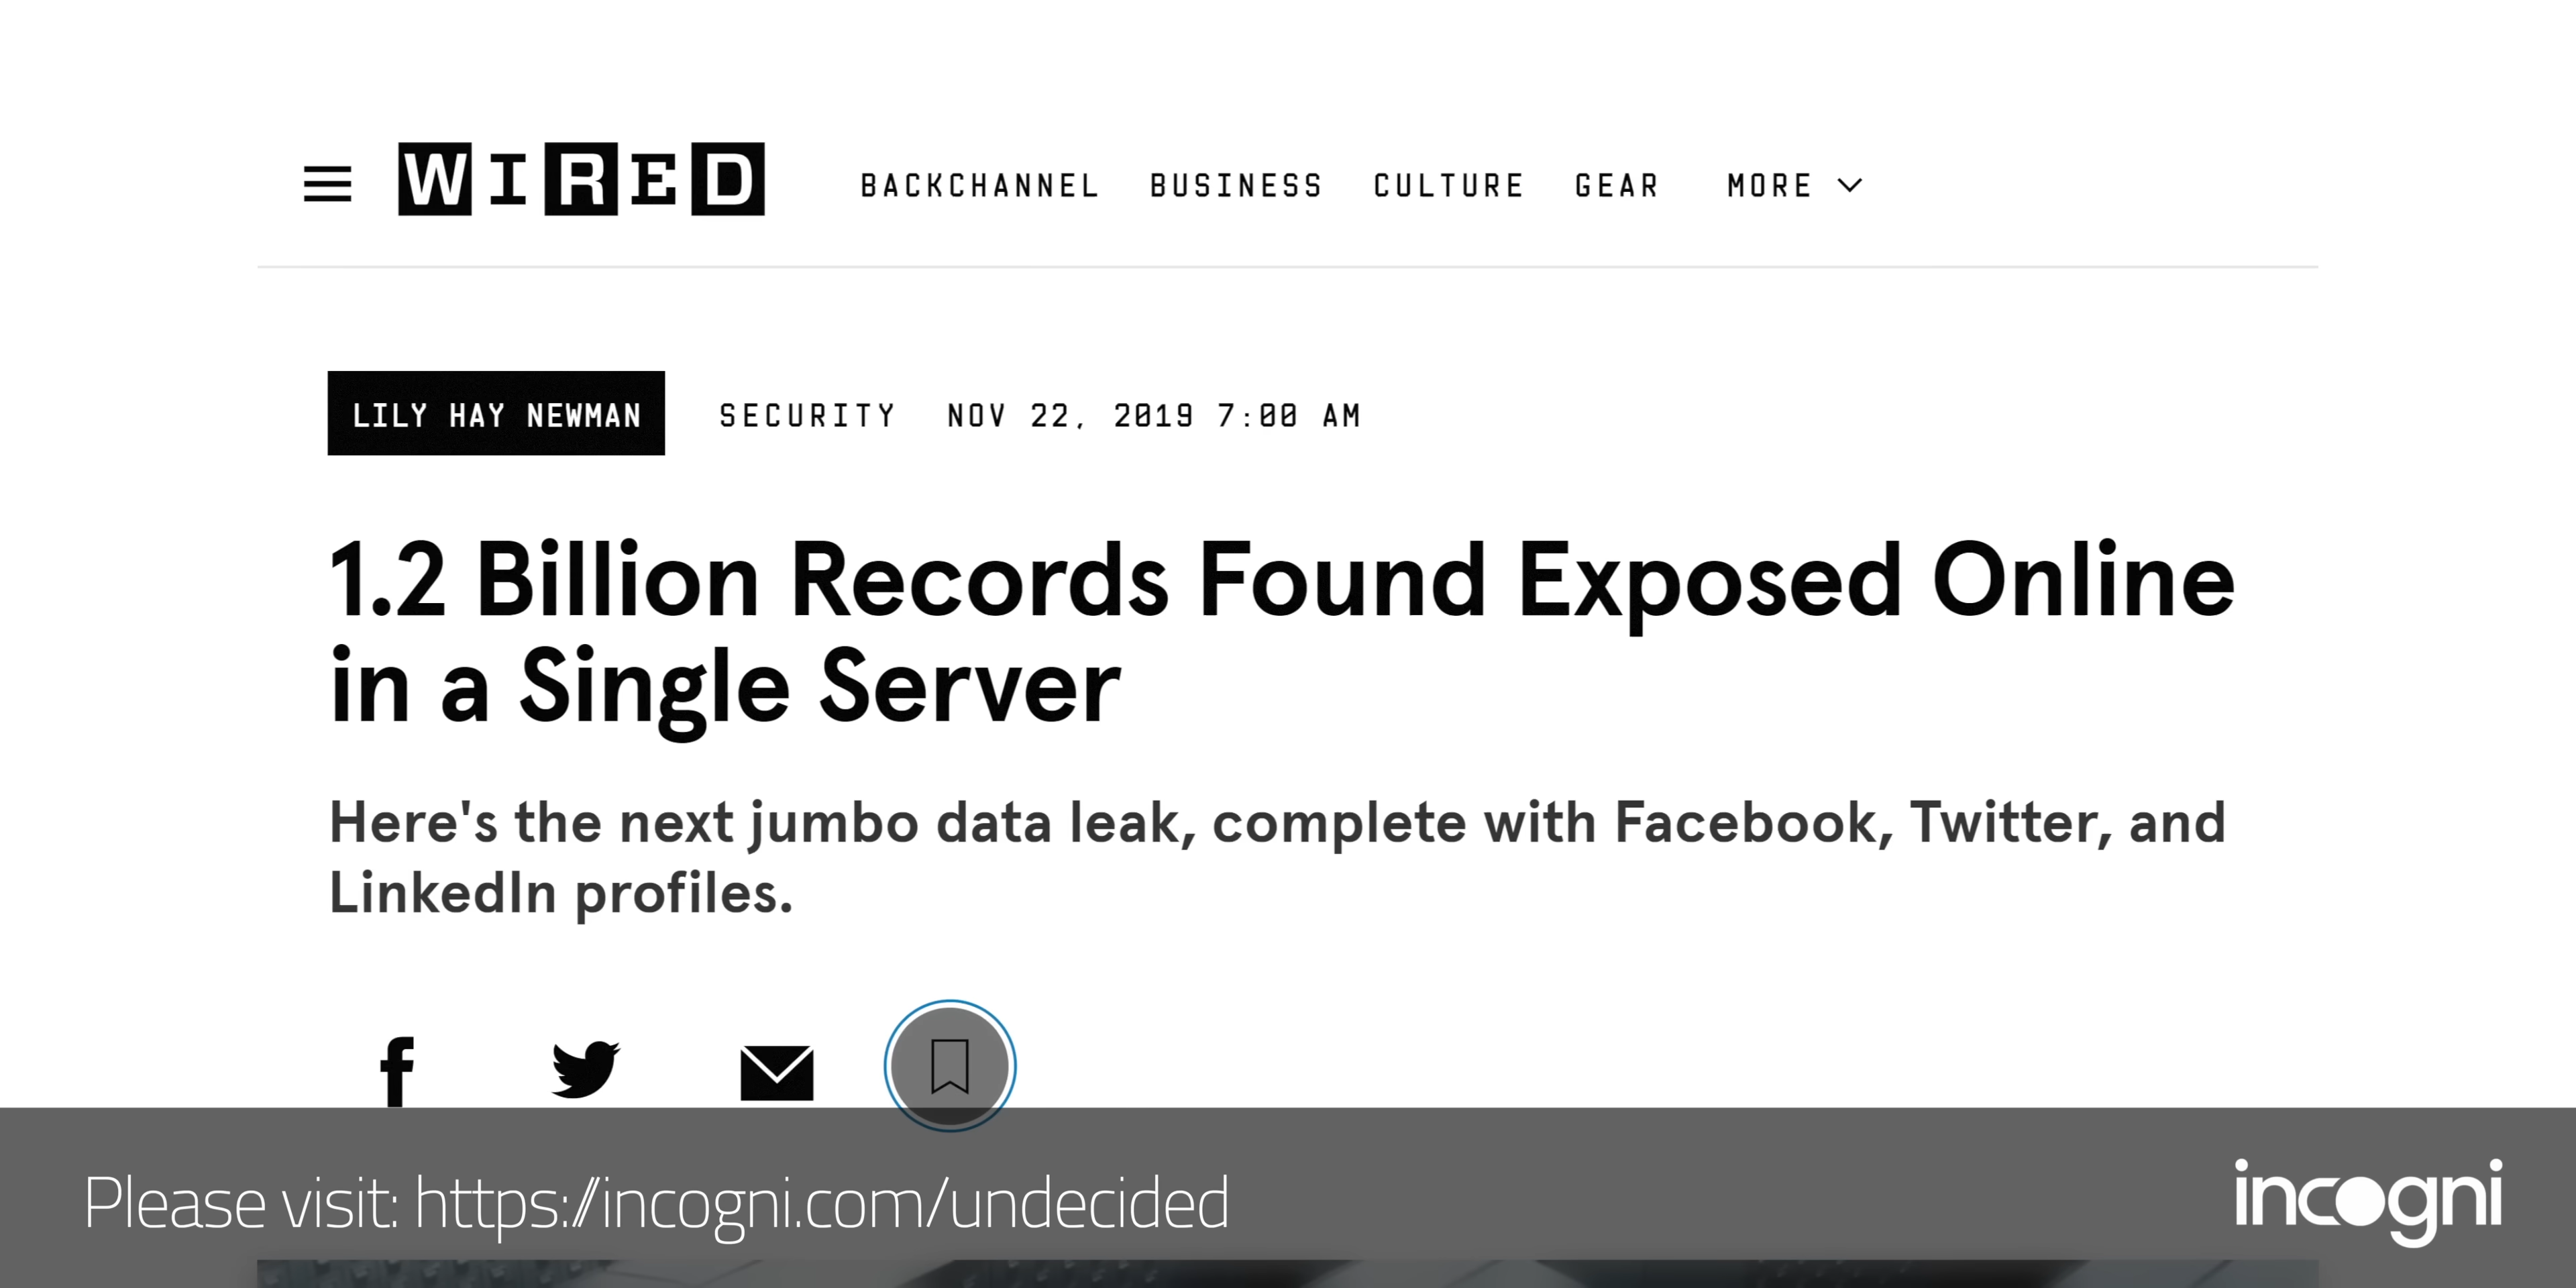 WIRED BACKCHANNEL BUSINESS CULTURE GEAR MORE
LILY HAY NEWMAN SECURITY NOV 22, 2019 7:00 AM
1.2 Billion Records Found Exposed Online
in a Single Server
Here's the next jumbo data leak, complete with Facebook, Twitter, and
LinkedIn profiles.
Please visit: https://incogni.com/undecided
incogni